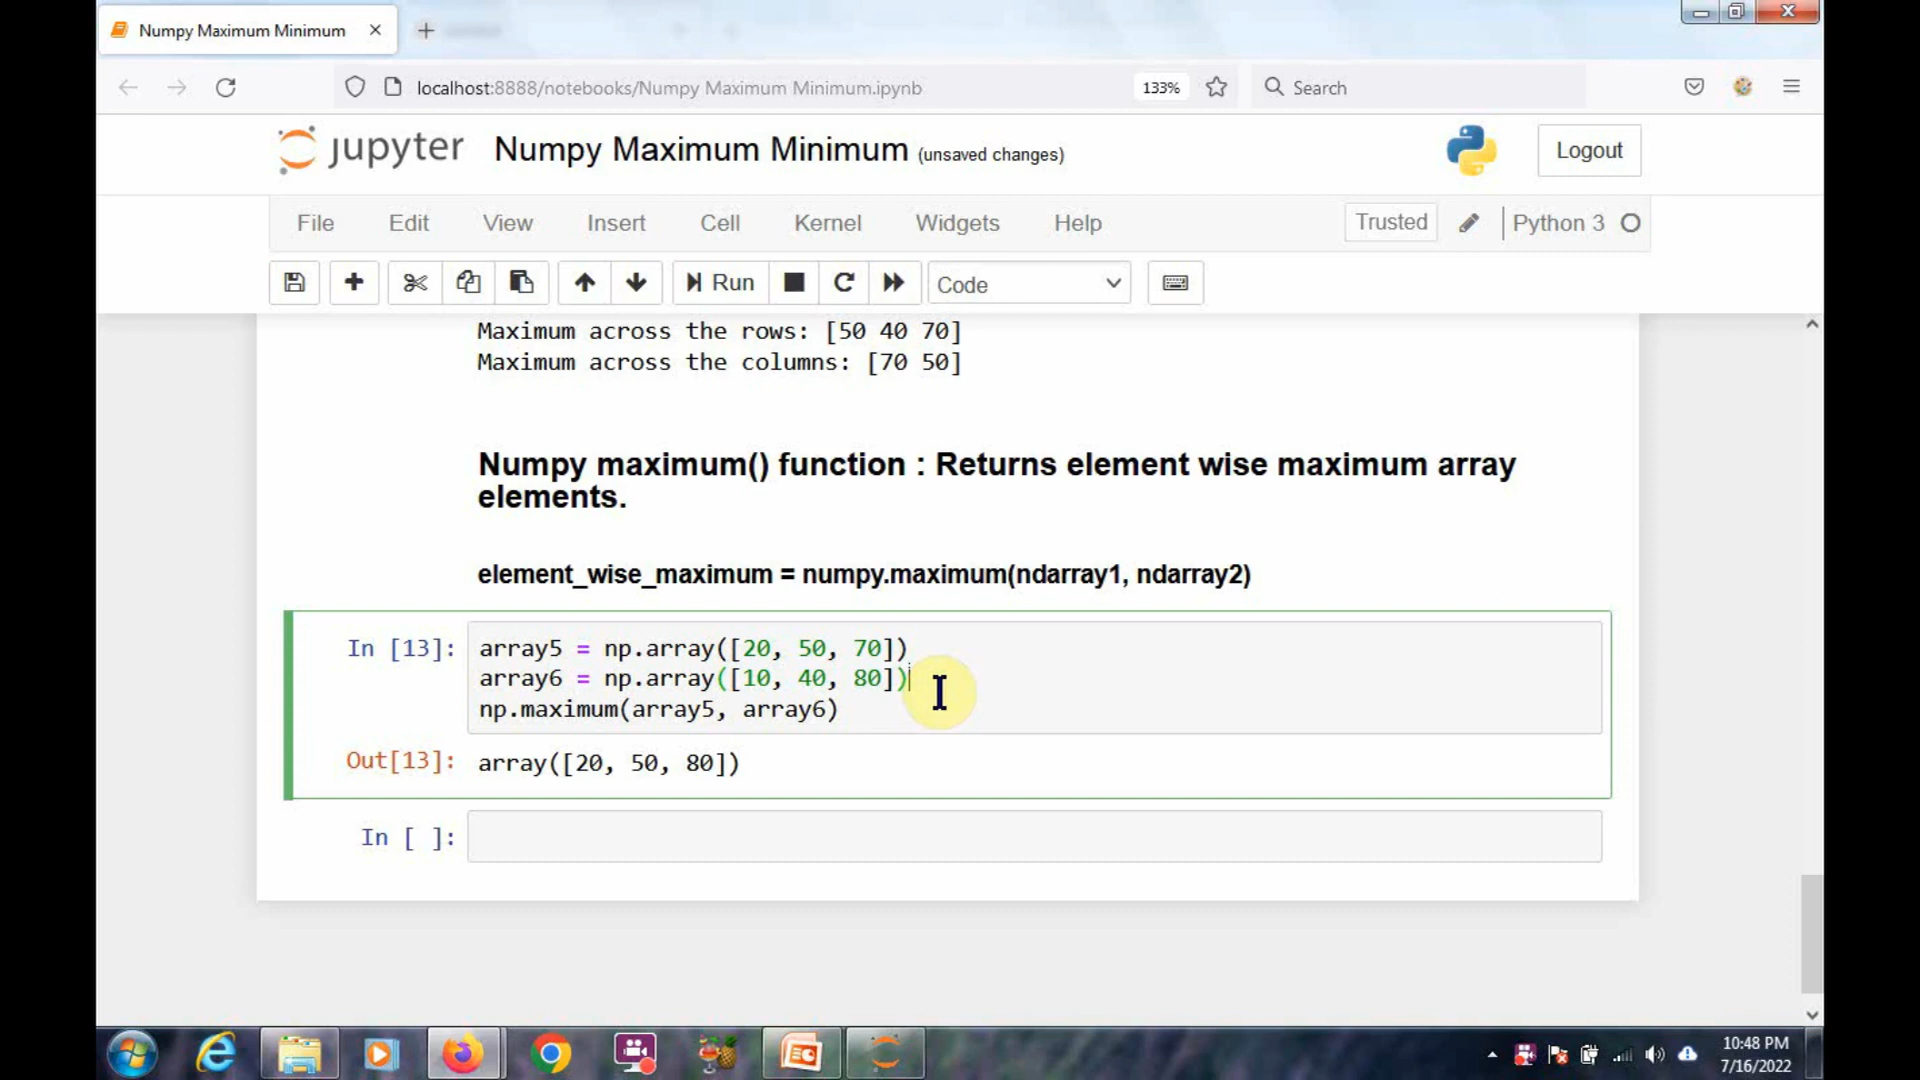 Numpy Maximum Minimum
localhost:8888/notebooks/Numpy Maximum Minimum.ipynb
133%
Search
jupyter
Numpy Maximum Minimum (unsaved changes)
Logout
File Edit View Insert Cell Kernel Widgets Help
Trusted
Python 3
Run
Code
Maximum across the rows: [50 40 70]
Maximum across the columns: [70 50]
Numpy maximum() function : Returns element wise maximum array
elements.
element_wise_maximum = numpy.maximum(ndarray1, ndarray2)
In [13]: array5 = np.array([20, 50, 70])
array6 = np.array([10, 40, 80])
np.maximum(array5, array6)
Out[13]: array([20, 50, 80])
In [ ]:
10:48 PM
7/16/2022